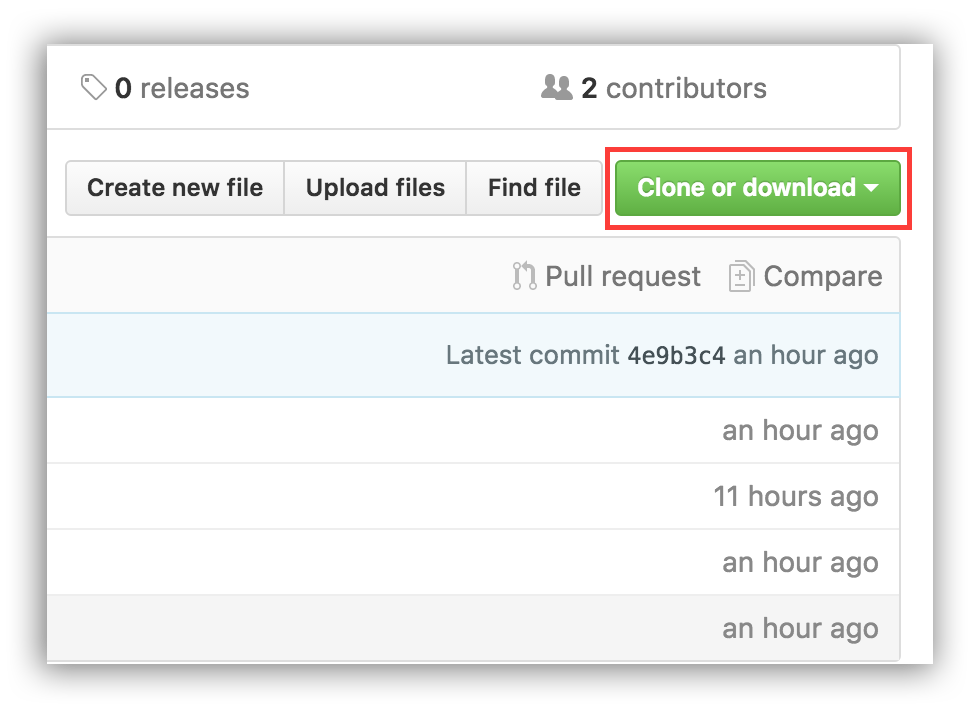 0 releases 2 contributors
Create new file Upload files Find file Clone or download
Pull request Compare
Latest commit 4e9b3c4 an hour ago
an hour ago
11 hours ago
an hour ago
an hour ago